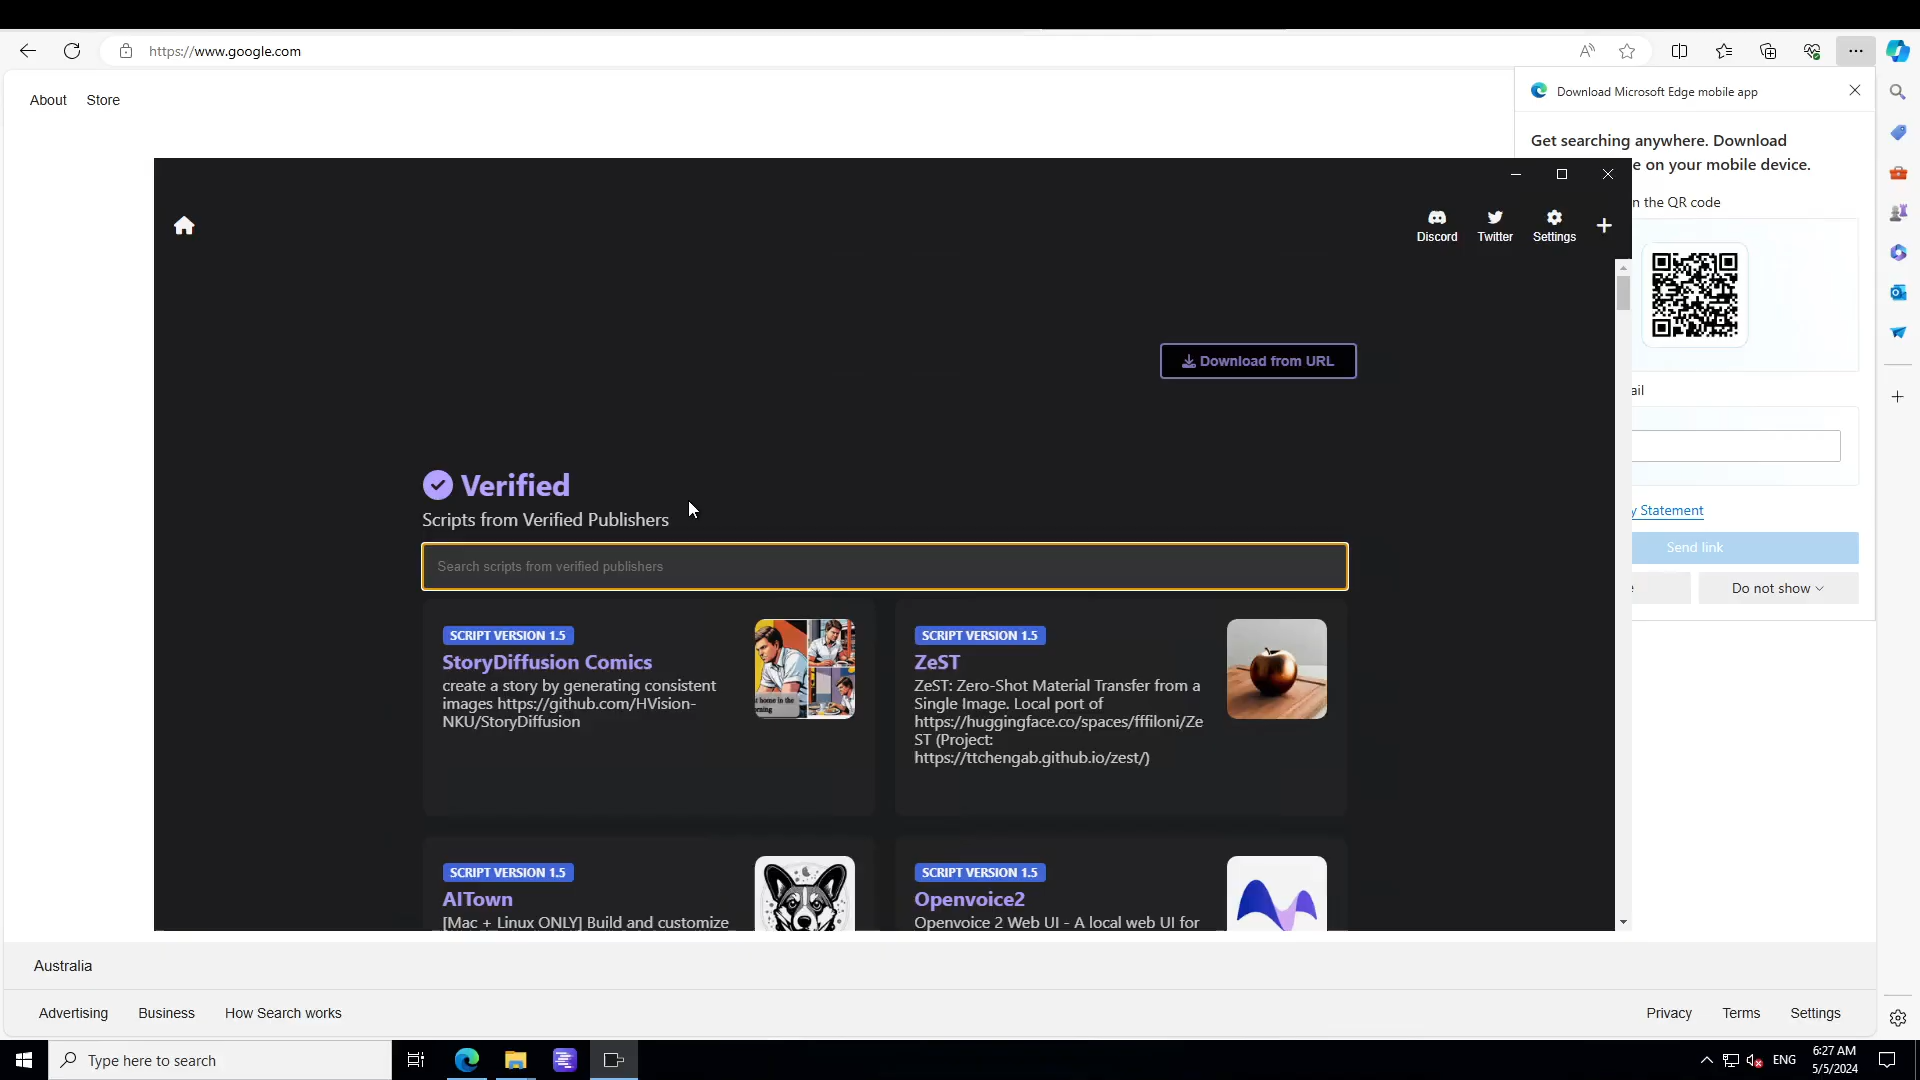 https://www.google.com
About Store
Download Microsoft Edge mobile app
Get searching anywhere. Download
e on your mobile device.
n the QR code
Discord Twitter Settings
Download from URL
ail
Verified
Scripts from Verified Publishers
y Statement
Search scripts from verified publishers
Send link
Do not show
SCRIPT VERSION 1.5
StoryDiffusion Comics
create a story by generating consistent
images https://github.com/HVision-
NKU/StoryDiffusion
SCRIPT VERSION 1.5
ZeST
ZeST: Zero-Shot Material Transfer from a
Single Image. Local port of
https://huggingface.co/spaces/fffiloni/Ze
ST (Project:
https://ttchengab.github.io/zest/)
SCRIPT VERSION 1.5
AITown
[Mac + Linux ONLY] Build and customize
SCRIPT VERSION 1.5
Openvoice2
Openvoice 2 Web UI - A local web UI for
Australia
Advertising Business How Search works
Privacy Terms Settings
Type here to search
ENG
6:27 AM
5/5/2024